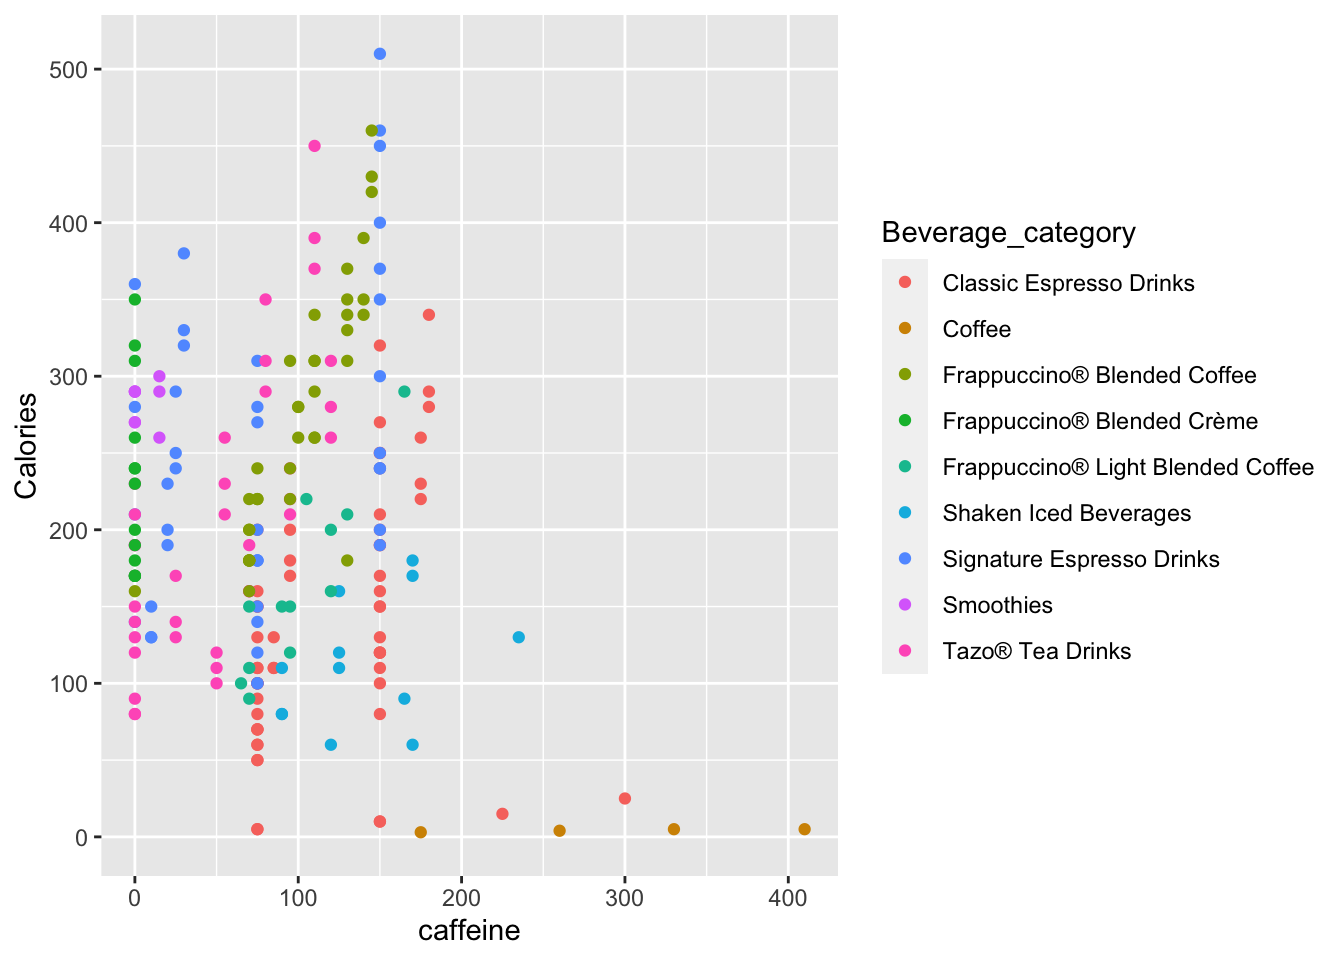 500
400
300
200
100
0
Calories
0 100 200 300 400
caffeine
Beverage_category
Classic Espresso Drinks
Coffee
Frappuccino® Blended Coffee
Frappuccino® Blended Crème
Frappuccino® Light Blended Coffee
Shaken Iced Beverages
Signature Espresso Drinks
Smoothies
Tazo® Tea Drinks